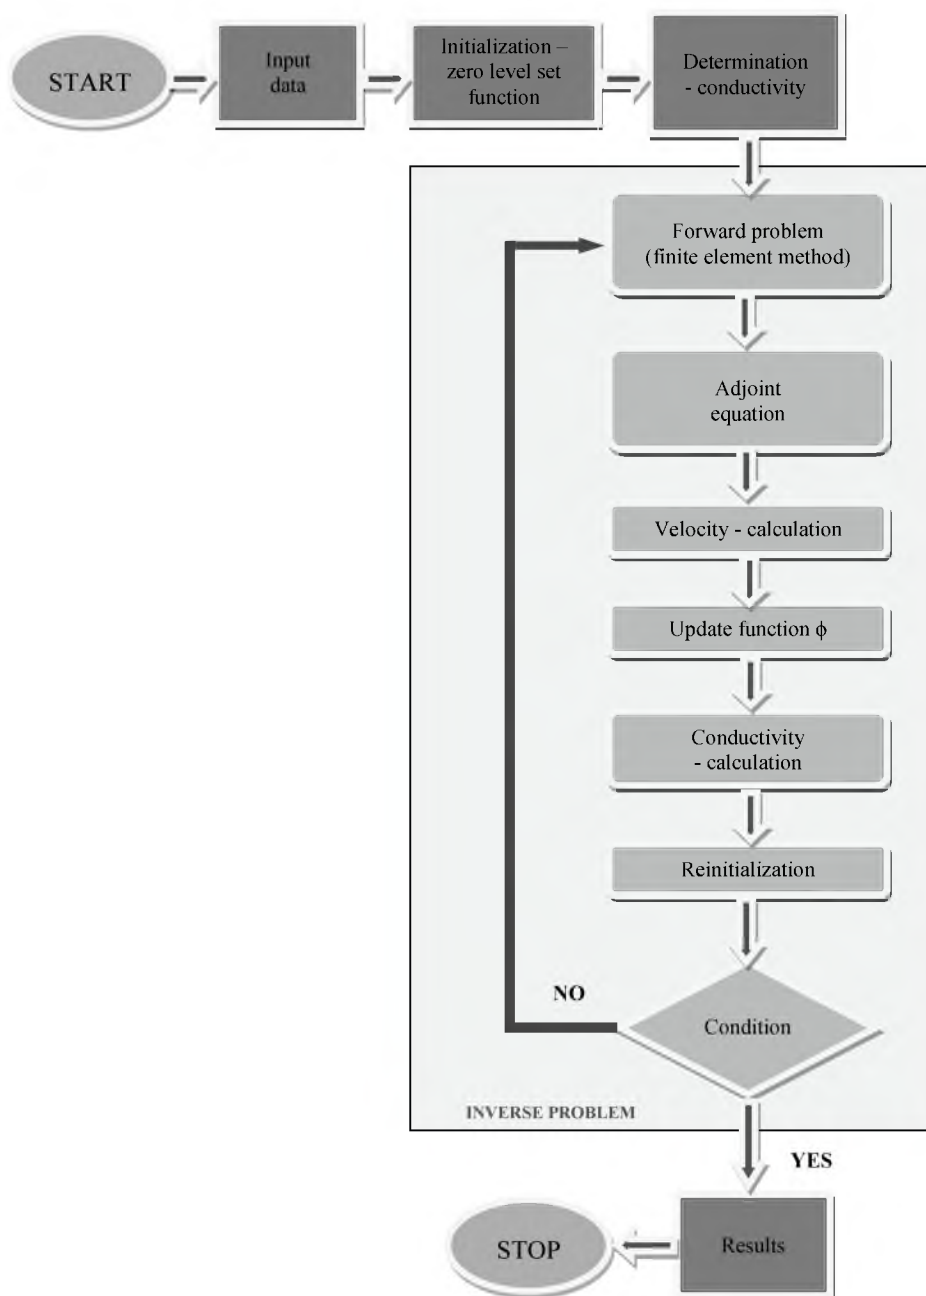 START
Input
data
Initialization –
zero level set
function
Determination
- conductivity
Forward problem
(finite element method)
Adjoint
equation
Velocity - calculation
Update function ϕ
Conductivity
- calculation
Reinitialization
NO
Condition
INVERSE PROBLEM
YES
STOP
Results